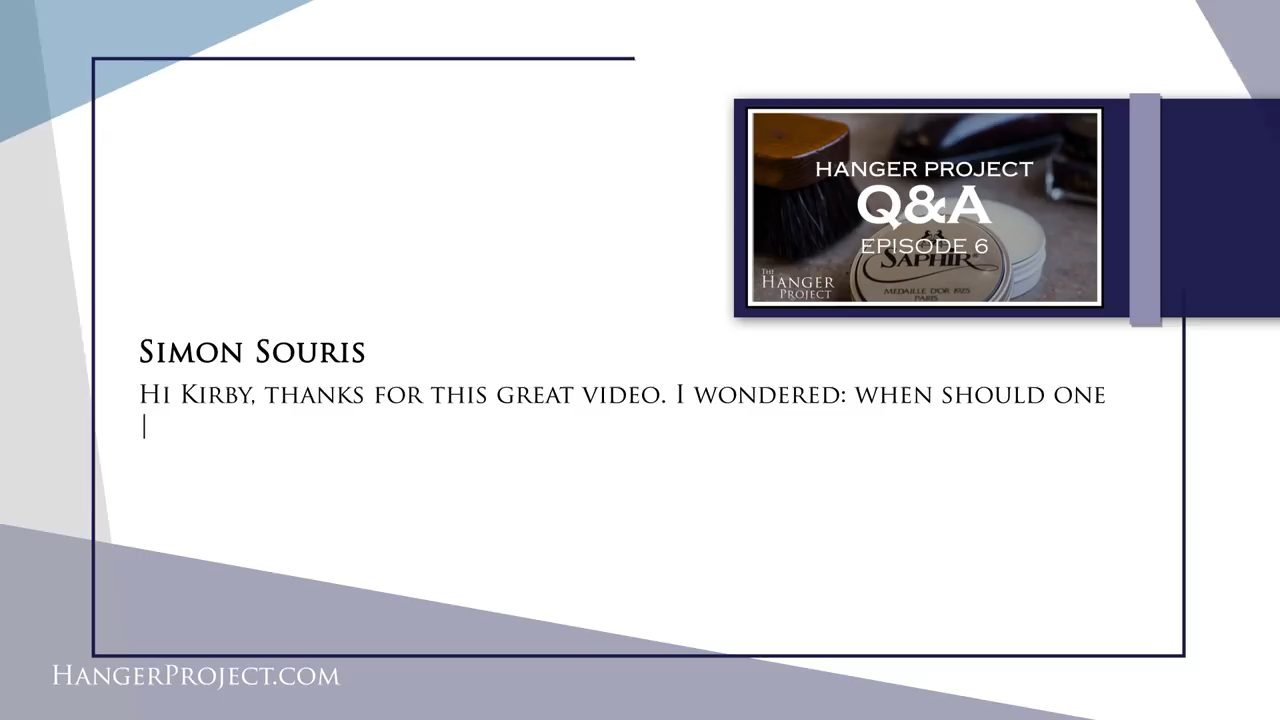 HANGER PROJECT
Q&A
EPISODE 6
SAPHIR
MEDAILLE D'OR 1925
PARIS
THE
HANGER
PROJECT
SIMON SOURIS
HI KIRBY, THANKS FOR THIS GREAT VIDEO. I WONDERED: WHEN SHOULD ONE
HANGERPROJECT.COM